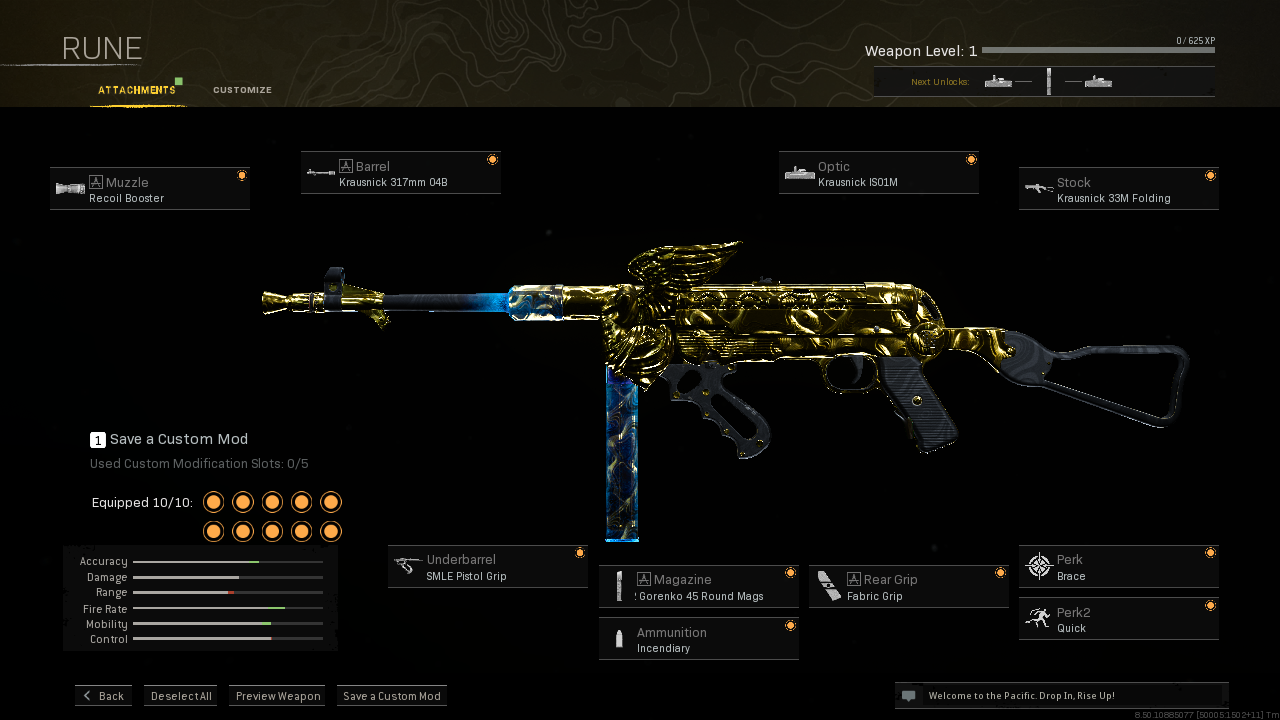 RUNE
Weapon Level: 1
0 / 625 XP
ATTACHMENTS
CUSTOMIZE
Next Unlocks:
A Muzzle
Recoil Booster
A Barrel
Krausnick 317mm 04B
Optic
Krausnick IS01M
Stock
Krausnick 33M Folding
1 Save a Custom Mod
Used Custom Modification Slots: 0/5
Equipped 10/10:
Accuracy
Damage
Range
Fire Rate
Mobility
Control
Underbarrel
SMLE Pistol Grip
A Magazine
Gorenko 45 Round Mags
A Rear Grip
Fabric Grip
Perk
Brace
Ammunition
Incendiary
Perk2
Quick
Back
Deselect All
Preview Weapon
Save a Custom Mod
Welcome to the Pacific. Drop In, Rise Up!